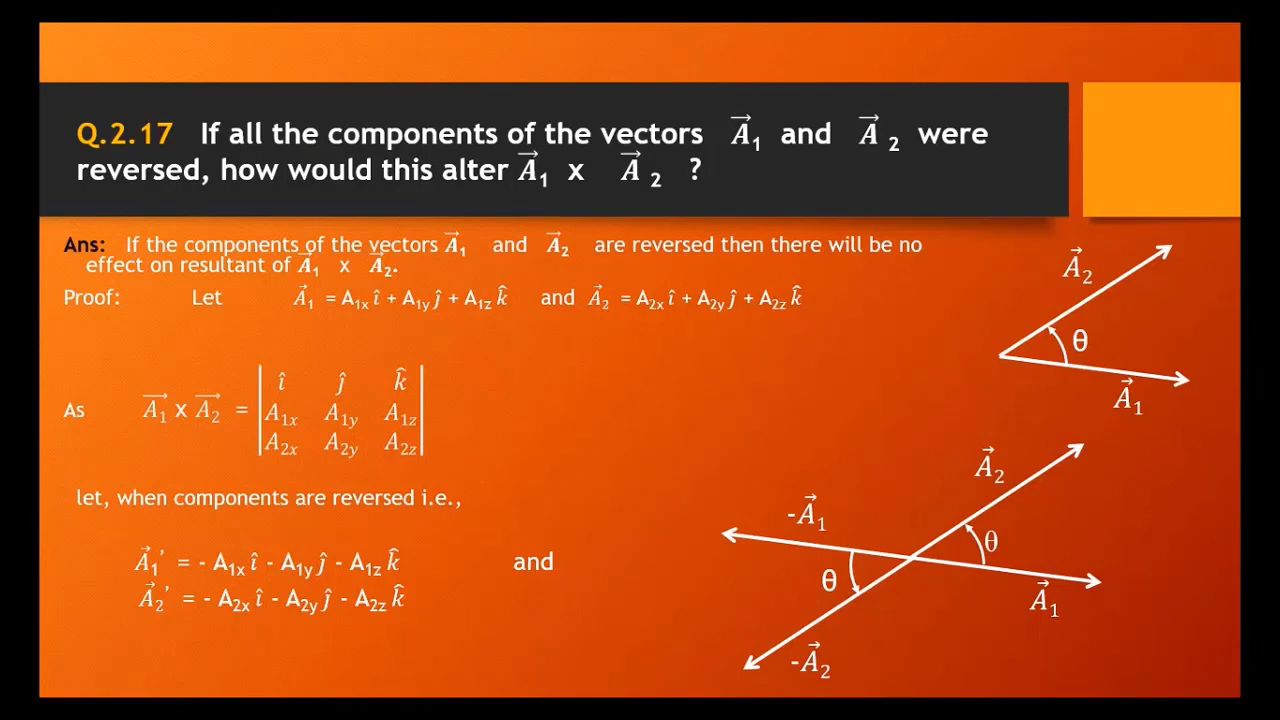 Q.2.17 If all the components of the vectors A⃗₁ and A⃗ ₂ were
reversed, how would this alter A⃗₁ x A⃗ ₂ ?
Ans: If the components of the vectors A⃗₁ and A⃗₂ are reversed then there will be no
effect on resultant of A⃗₁ x A⃗₂.
Proof: Let A⃗₁ = A₁ₓ î + A₁y ĵ + A₁z k̂ and A⃗₂ = A₂ₓ î + A₂y ĵ + A₂z k̂
î ĵ k̂
As A⃗₁ x A⃗₂ = | A₁ₓ A₁y A₁z |
A₂ₓ A₂y A₂z
let, when components are reversed i.e.,
A⃗₁’ = - A₁ₓ î - A₁y ĵ - A₁z k̂ and
A⃗₂’ = - A₂ₓ î - A₂y ĵ - A₂z k̂
A⃗₂
θ
A⃗₁
A⃗₂
-A⃗₁
θ
θ
A⃗₁
-A⃗₂